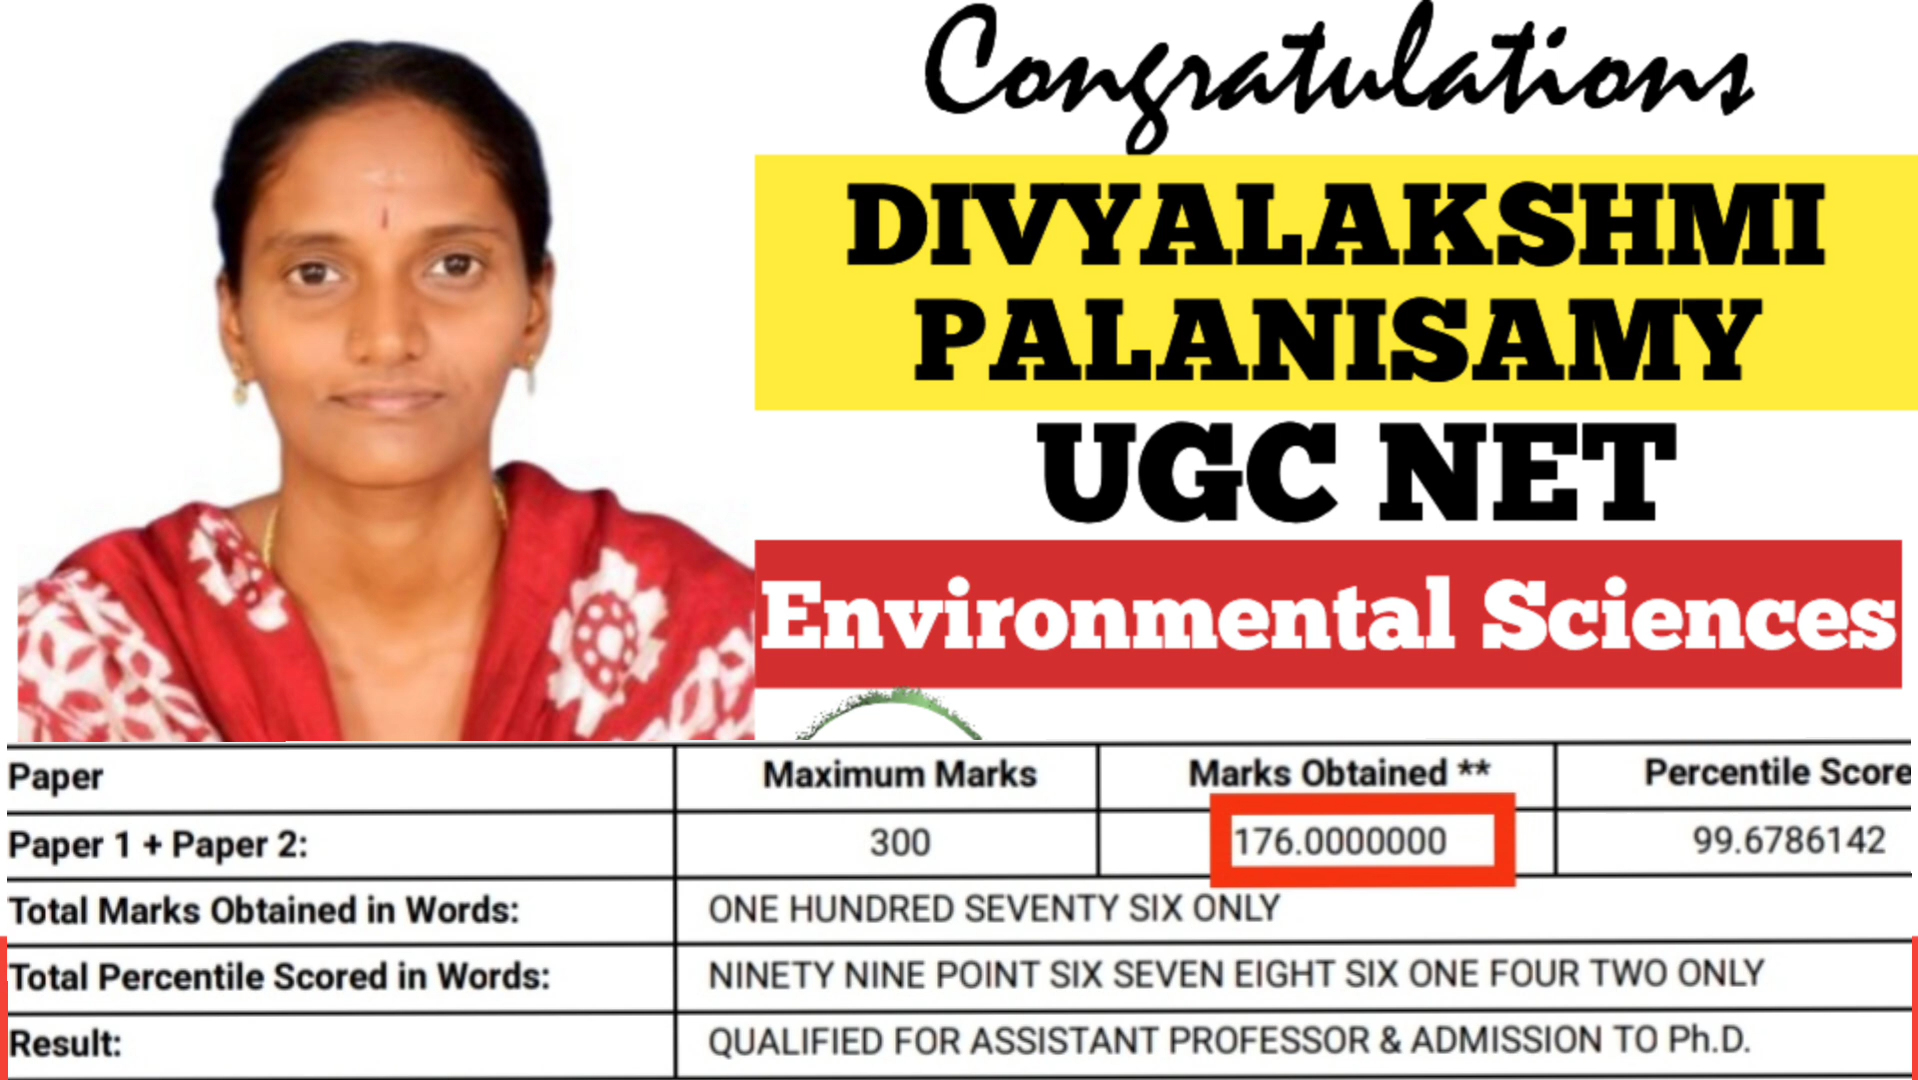 Congratulations
DIVYALAKSHMI
PALANISAMY
UGC NET
Environmental Sciences
Paper Maximum Marks Marks Obtained ** Percentile Score
Paper 1 + Paper 2: 300 176.0000000 99.6786142
Total Marks Obtained in Words: ONE HUNDRED SEVENTY SIX ONLY
Total Percentile Scored in Words: NINETY NINE POINT SIX SEVEN EIGHT SIX ONE FOUR TWO ONLY
Result: QUALIFIED FOR ASSISTANT PROFESSOR & ADMISSION TO Ph.D.